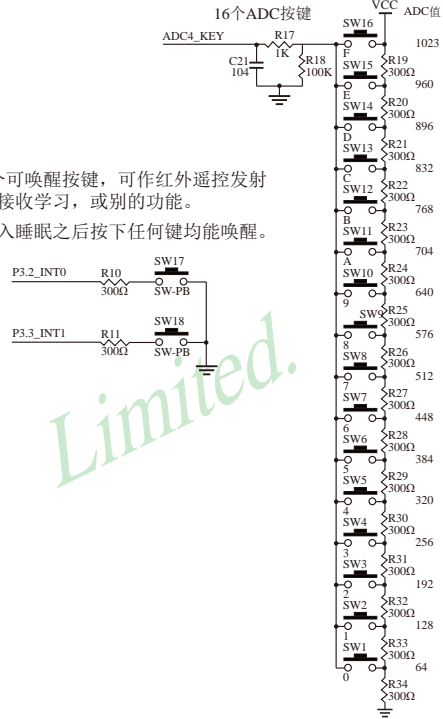 16个ADC按键
VCC
ADC值
ADC4_KEY
R17
1K
C21
104
R18
100K
SW16
F
1023
R19
300Ω
SW15
E
960
R20
300Ω
SW14
D
896
R21
300Ω
SW13
C
832
R22
300Ω
SW12
B
768
R23
300Ω
SW11
A
704
R24
300Ω
SW10
9
640
R25
300Ω
SW9
8
576
R26
300Ω
SW8
7
512
R27
300Ω
SW7
6
448
R28
300Ω
SW6
5
384
R29
300Ω
SW5
4
320
R30
300Ω
SW4
3
256
R31
300Ω
SW3
2
192
R32
300Ω
SW2
1
128
R33
300Ω
SW1
0
64
R34
300Ω
个可唤醒按键，可作红外遥控发射
接收学习，或别的功能。
入睡眠之后按下任何键均能唤醒。
P3.2_INT0
R10
300Ω
SW17
SW-PB
P3.3_INT1
R11
300Ω
SW18
SW-PB
Limited.